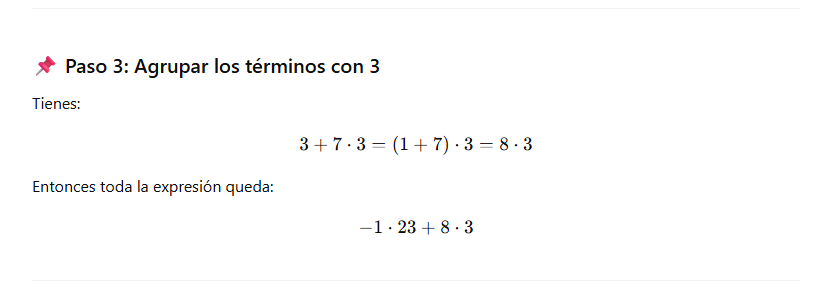 📌 Paso 3: Agrupar los términos con 3
Tienes:
3 + 7 · 3 = (1 + 7) · 3 = 8 · 3
Entonces toda la expresión queda:
−1 · 23 + 8 · 3